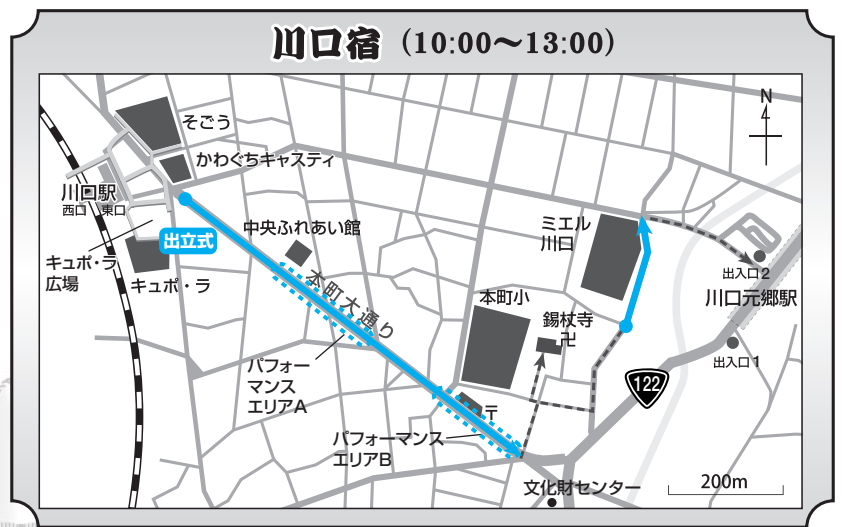 川口宿（10:00〜13:00）
N
そごう
かわぐちキャスティ
川口駅
西口 東口
出立式
中央ふれあい館
キュポ・ラ
広場
キュポ・ラ
本町大通り
ミエル
川口
本町小
錫杖寺
卍
出入口2
川口元郷駅
出入口1
122
パフォー
マンス
エリアA
〒
パフォーマンス
エリアB
文化財センター
200m